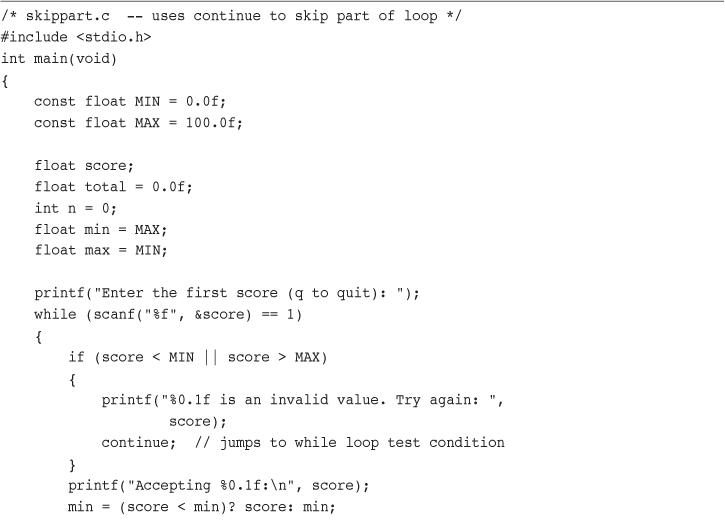 /* skippart.c  -- uses continue to skip part of loop */
#include <stdio.h>
int main(void)
{
    const float MIN = 0.0f;
    const float MAX = 100.0f;

    float score;
    float total = 0.0f;
    int n = 0;
    float min = MAX;
    float max = MIN;

    printf("Enter the first score (q to quit): ");
    while (scanf("%f", &score) == 1)
    {
        if (score < MIN || score > MAX)
        {
            printf("%0.1f is an invalid value. Try again: ",
                    score);
            continue;  // jumps to while loop test condition
        }
        printf("Accepting %0.1f:\n", score);
        min = (score < min)? score: min;